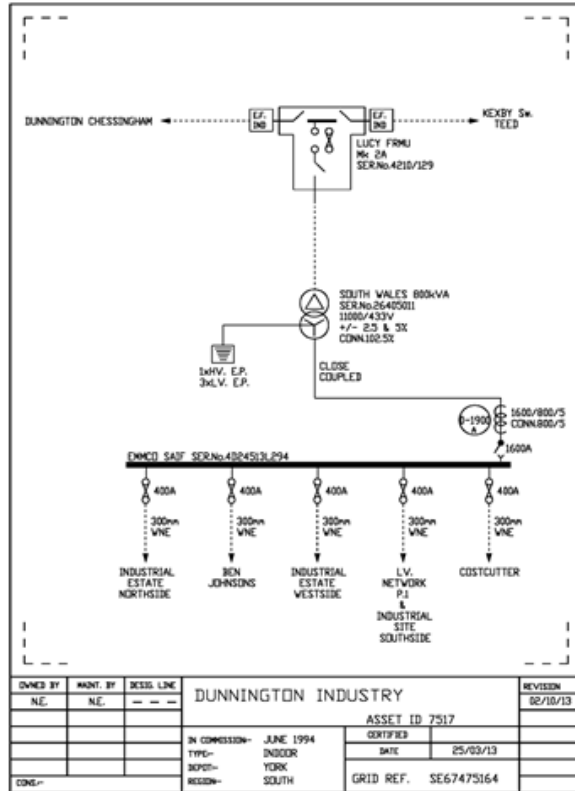 DUNNINGTON CHESSINGHAM
E.F.
IND
E.F.
IND
KEXBY Sw.
TEED
LUCY FRMU
Mk 2A
SER.No.4210/129
SOUTH WALES 800kVA
SER.No.26405011
11000/433V
+/- 2.5 & 5%
CONN.102.5%
1xHV. E.P.
3xLV. E.P.
CLOSE
COUPLED
0-1900
A
1600/800/5
CONN.800/5
1600A
SER.No.4D24513L294
400A
400A
400A
400A
400A
300mm
WNE
300mm
WNE
300mm
WNE
300mm
WNE
300mm
WNE
INDUSTRIAL
ESTATE
NORTHSIDE
BEN
JOHNSONS
INDUSTRIAL
ESTATE
WESTSIDE
L.V.
NETWORK
P.1
&
INDUSTRIAL
SITE
SOUTHSIDE
COSTCUTTER
OWNED BY
MAINT. BY
DESIG. LINE
N.E.
N.E.
DUNNINGTON INDUSTRY
ASSET ID 7517
REVISION
02/10/13
IN COMMISSION:- JUNE 1994
TYPE:- INDOOR
DEPOT:- YORK
REGION:- SOUTH
CERTIFIED
DATE 25/03/13
GRID REF. SE67475164
CONS.:-